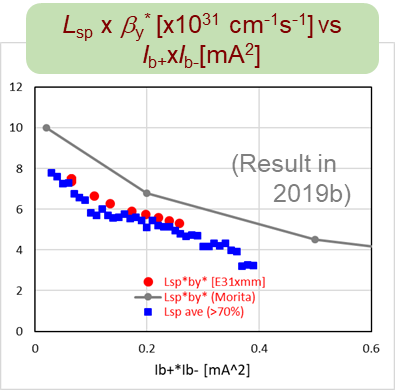 Lsp x βy* [x1031 cm-1s-1] vs
Ib+xIb-[mA2]
12
10
8
6
4
2
0
(Result in
2019b)
Lsp*by* [E31xmm]
Lsp*by* (Morita)
Lsp ave (>70%)
0
0.2
0.4
0.6
Ib+*Ib- [mA^2]